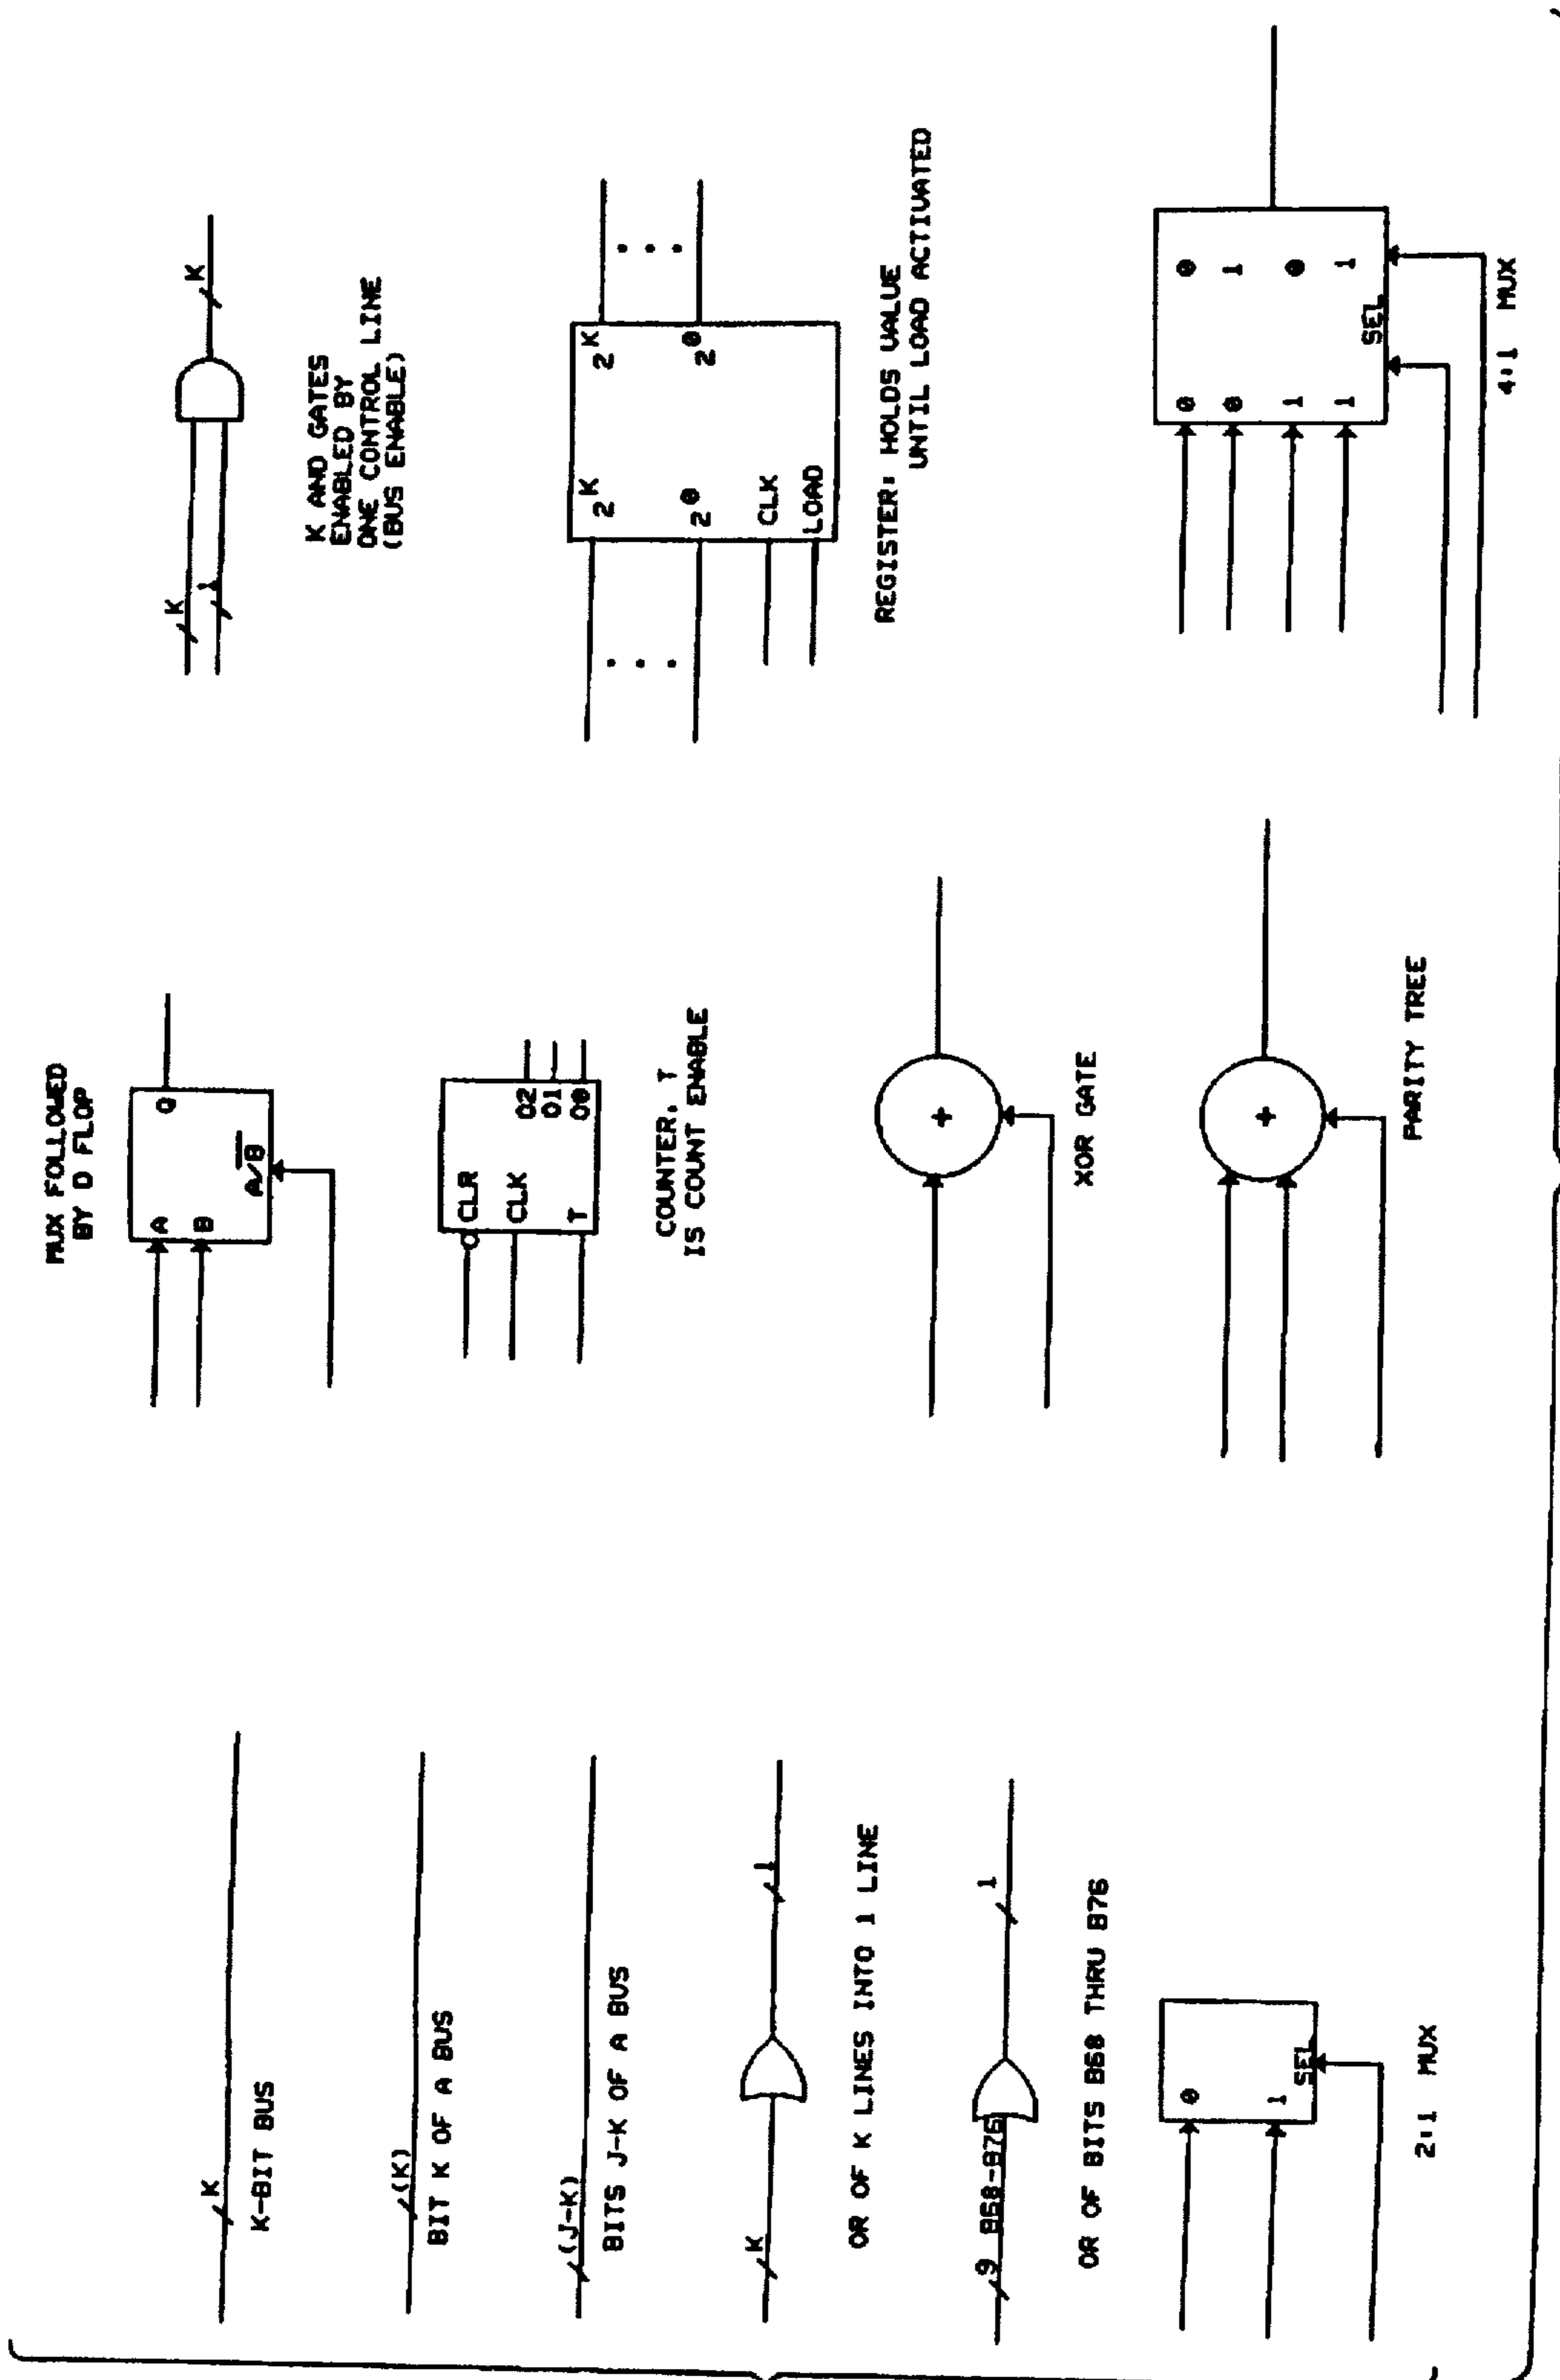 K
K-BIT BUS
(K)
BIT K OF A BUS
(J-K)
BITS J-K OF A BUS
K
1
OR OF K LINES INTO 1 LINE
9 B68-B76
1
OR OF BITS B68 THRU B76
0
1
SEL
2:1 MUX
MUX FOLLOWED
BY D FLOP
A
Q
B
A/B
CLR
CLK
T
O2
O1
O0
COUNTER. T
IS COUNT ENABLE
+
XOR GATE
+
PARITY TREE
K
1
K
K AND GATES
ENABLED BY
ONE CONTROL LINE
(BUS ENABLE)
2K
2K
20
20
CLK
LOAD
REGISTER: HOLDS VALUE
UNTIL LOAD ACTIVATED
0 0
0 1
1 0
1 1
SEL
4:1 MUX